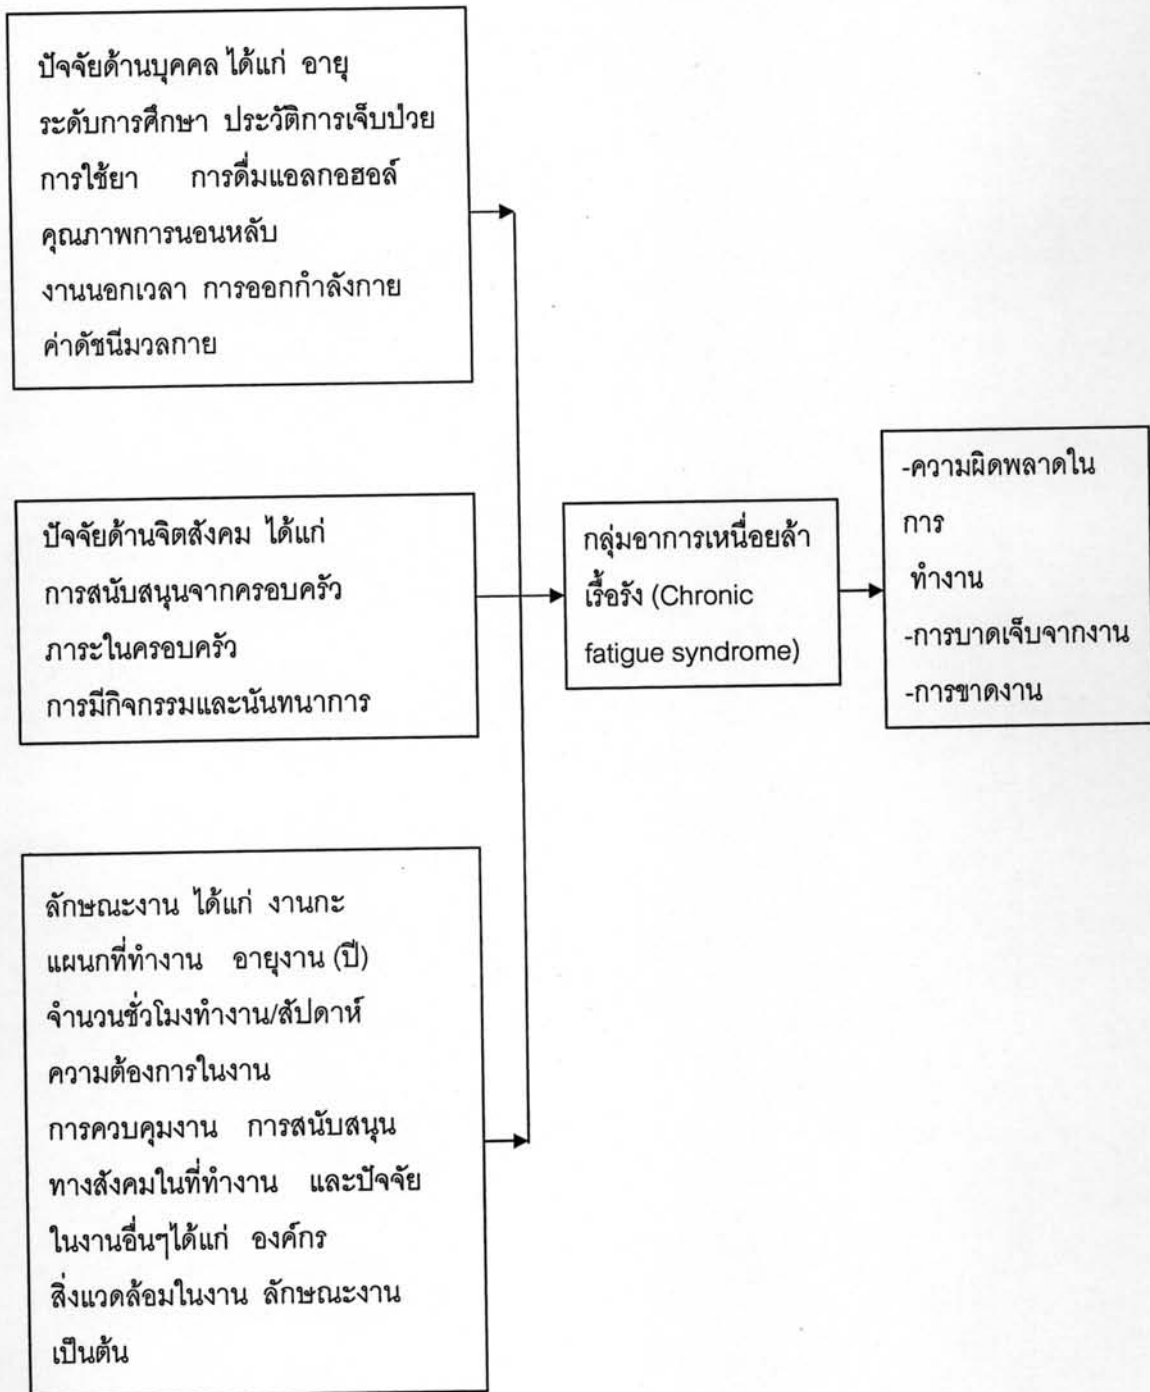 ปัจจัยด้านบุคคล ได้แก่ อายุ
ระดับการศึกษา ประวัติการเจ็บป่วย
การใช้ยา การดื่มแอลกอฮอล์
คุณภาพการนอนหลับ
งานนอกเวลา การออกกำลังกาย
ค่าดัชนีมวลกาย
ปัจจัยด้านจิตสังคม ได้แก่
การสนับสนุนจากครอบครัว
ภาระในครอบครัว
การมีกิจกรรมและนันทนาการ
ลักษณะงาน ได้แก่ งานกะ
แผนกที่ทำงาน อายุงาน (ปี)
จำนวนชั่วโมงทำงาน/สัปดาห์
ความต้องการในงาน
การควบคุมงาน การสนับสนุน
ทางสังคมในที่ทำงาน และปัจจัย
ในงานอื่นๆได้แก่ องค์กร
สิ่งแวดล้อมในงาน ลักษณะงาน
เป็นต้น
กลุ่มอาการเหนื่อยล้า
เรื้อรัง (Chronic
fatigue syndrome)
-ความผิดพลาดใน
การ
ทำงาน
-การบาดเจ็บจากงาน
-การขาดงาน